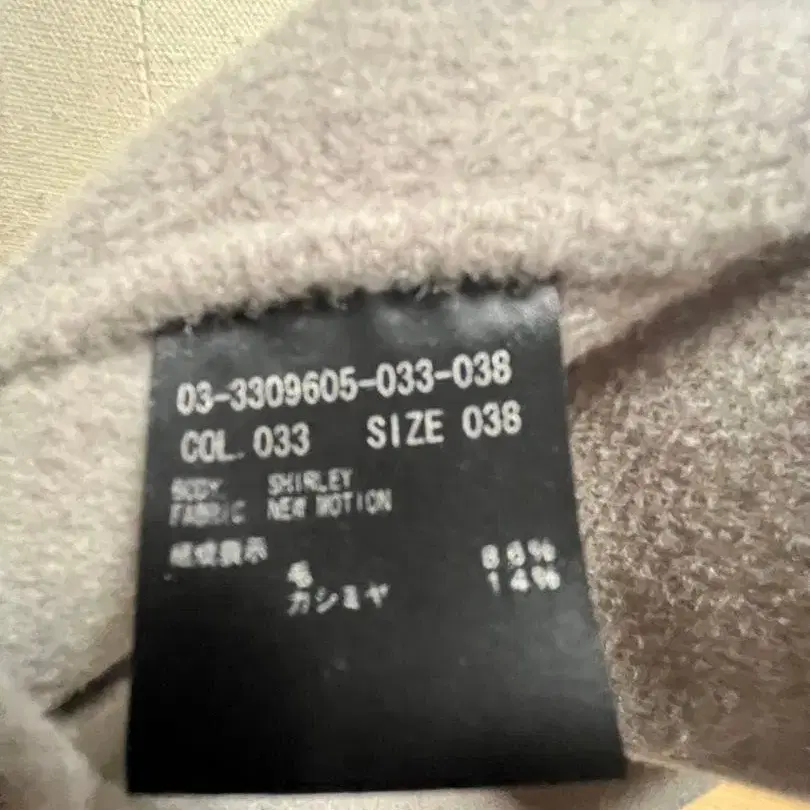 03-3309605-033-038
COL. 033 SIZE 038
BODY SHIRLEY
FABRIC NEW MOTION
組成表示
毛 86%
カシミヤ 14%